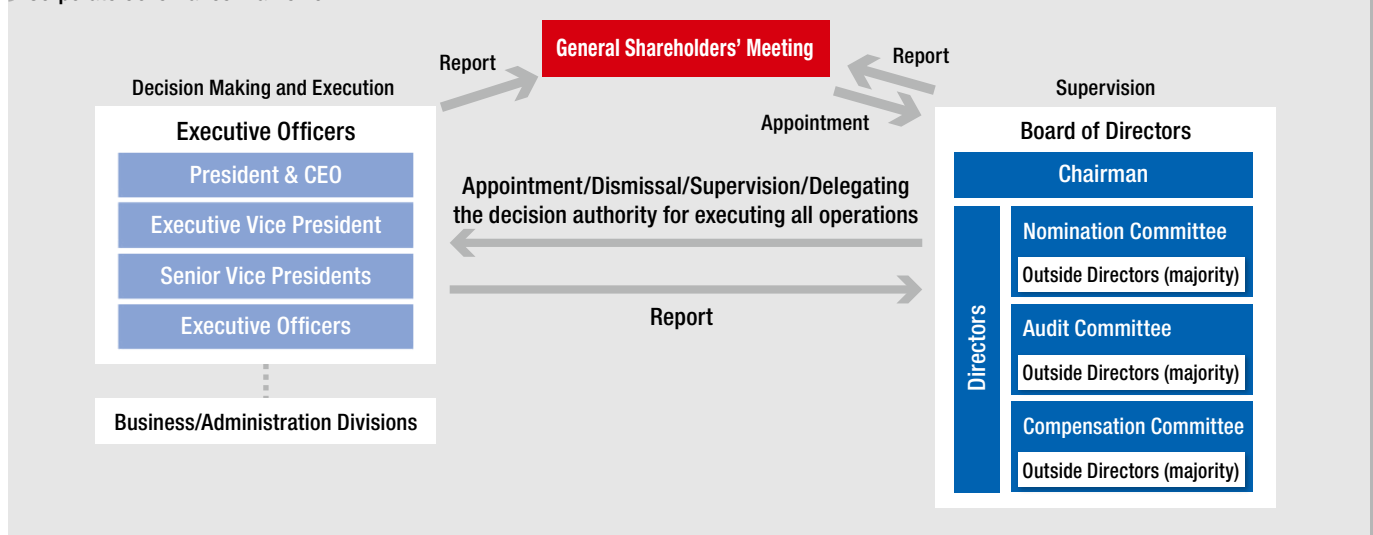 General Shareholders' Meeting
Report
Report
Appointment
Decision Making and Execution
Executive Officers
President & CEO
Executive Vice President
Senior Vice Presidents
Executive Officers
Business/Administration Divisions
Appointment/Dismissal/Supervision/Delegating
the decision authority for executing all operations
Report
Supervision
Board of Directors
Chairman
Directors
Nomination Committee
Outside Directors (majority)
Audit Committee
Outside Directors (majority)
Compensation Committee
Outside Directors (majority)